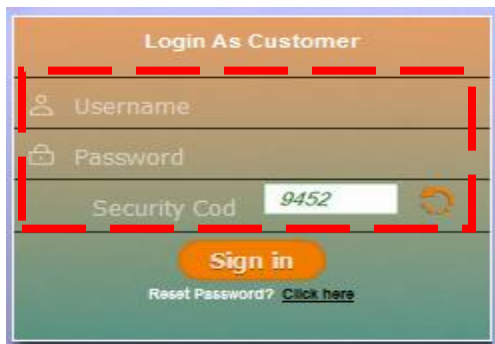 Login As Customer
Username
Password
Security Cod 9452
Sign in
Reset Password? Click here